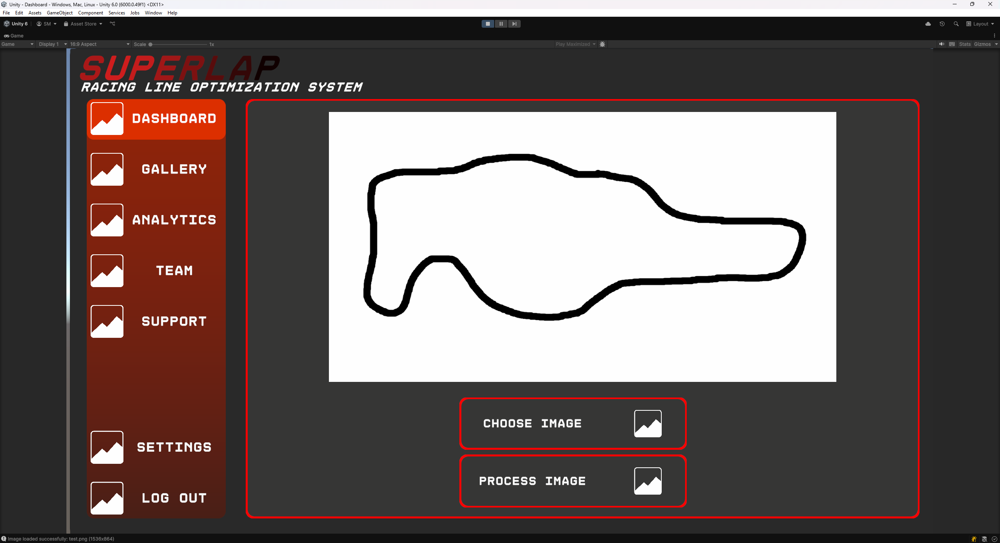 Unity - Dashboard - Windows, Mac, Linux - Unity 6.0 (6000.0.49f1) <DX11>
File Edit Assets GameObject Component Services Jobs Window Help
Unity 6 SM Asset Store Layout
Game
Game Display 1 16:9 Aspect Scale 1x Play Maximized Stats Gizmos
SUPERLAP
RACING LINE OPTIMIZATION SYSTEM
DASHBOARD
GALLERY
ANALYTICS
TEAM
SUPPORT
SETTINGS
LOG OUT
CHOOSE IMAGE
PROCESS IMAGE
Image loaded successfully: test.png (1536x864)